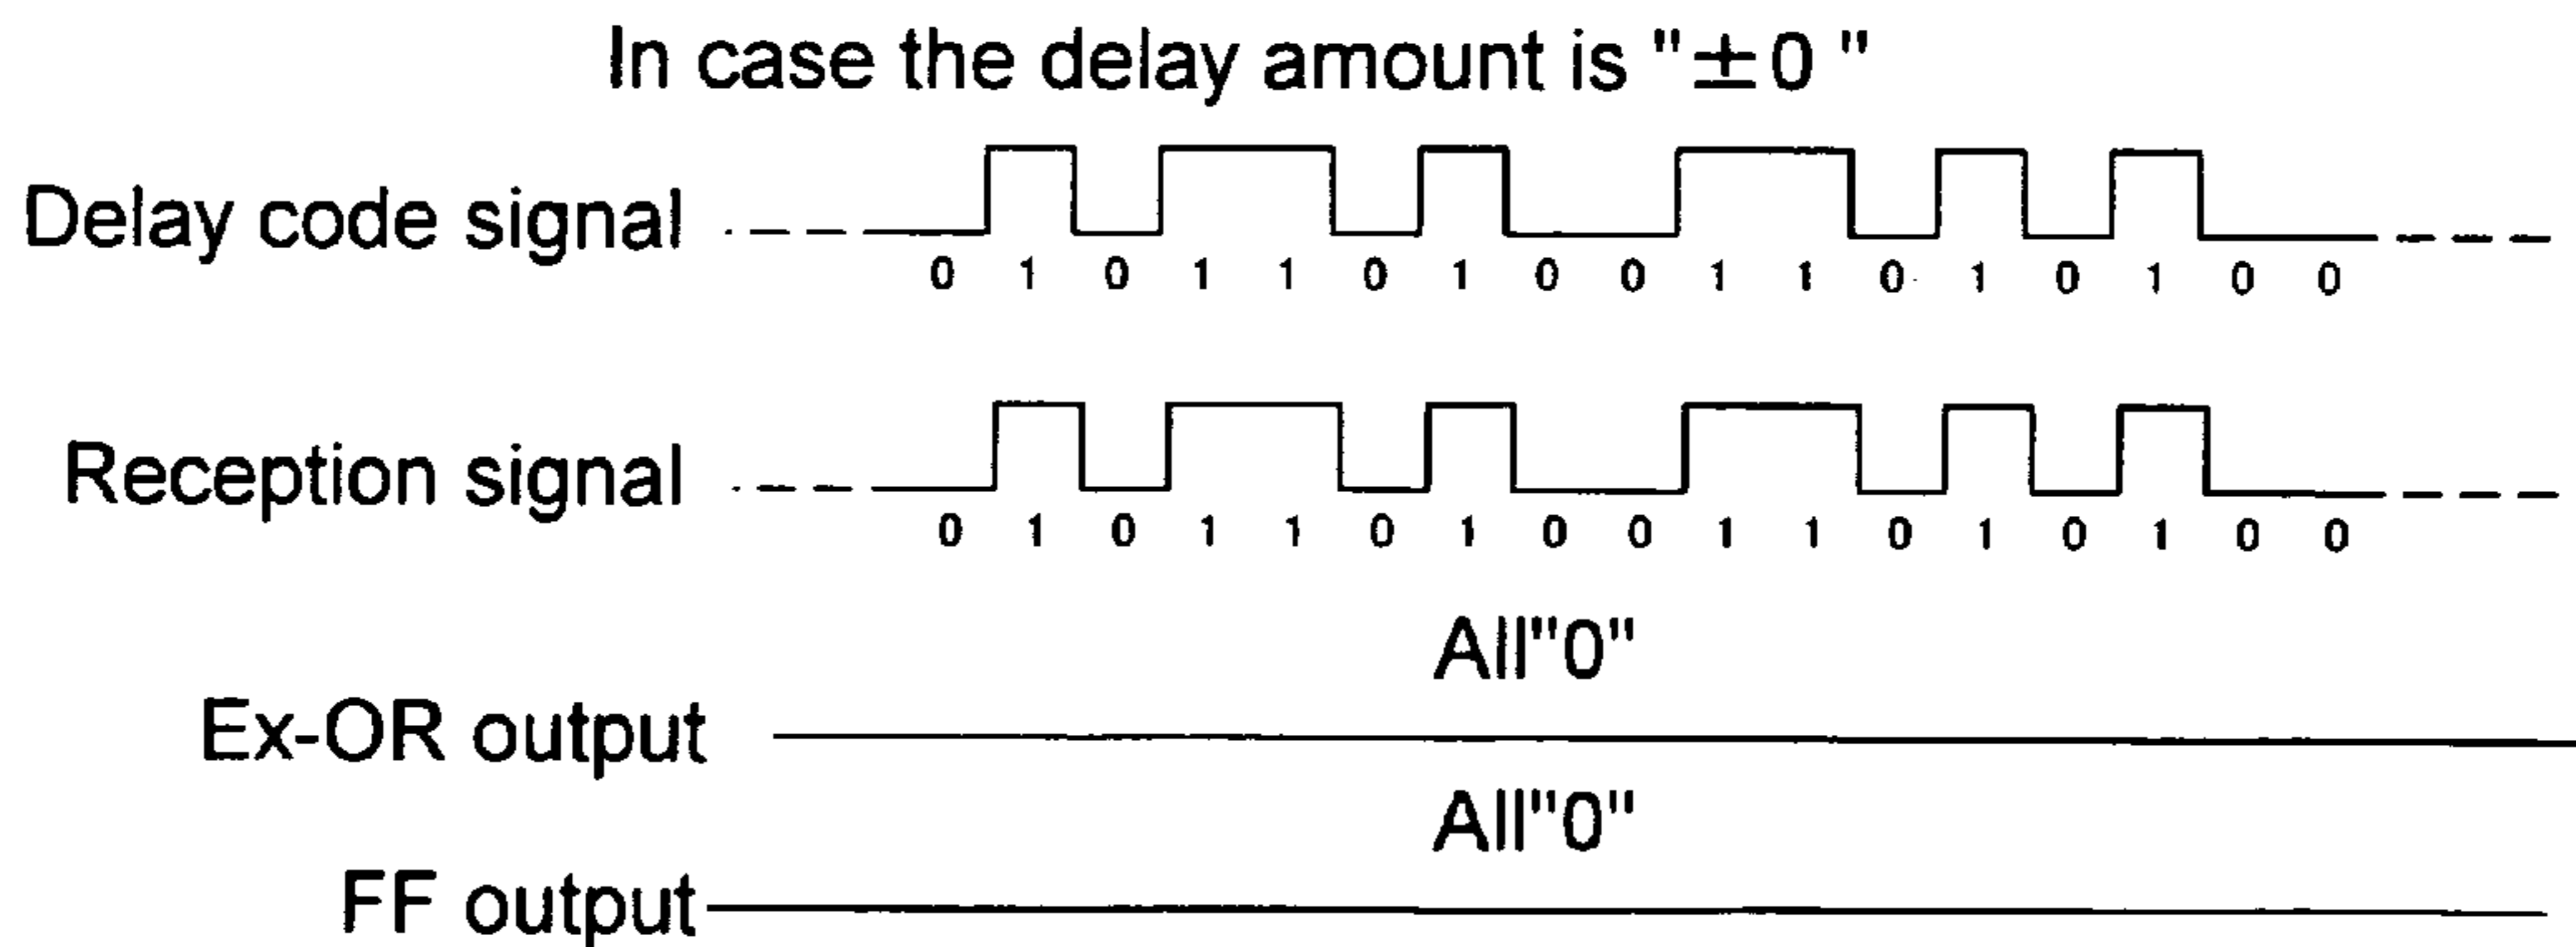 In case the delay amount is "±0 "
Delay code signal
0 1 0 1 1 0 1 0 0 1 1 0 1 0 1 0 0
Reception signal
0 1 0 1 1 0 1 0 0 1 1 0 1 0 1 0 0
All"0"
Ex-OR output
All"0"
FF output